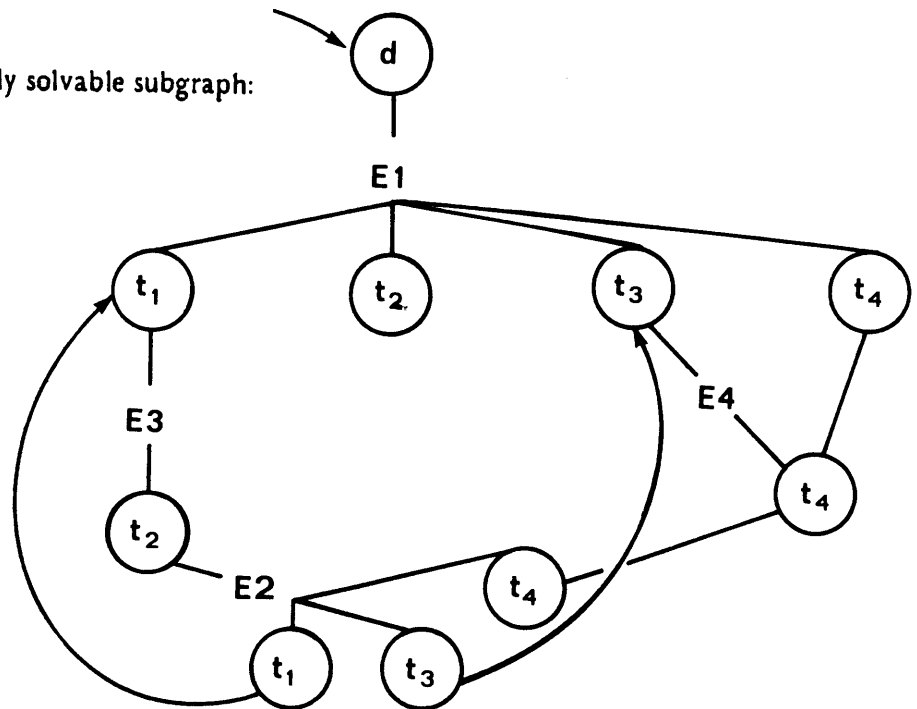 d
ly solvable subgraph:
E1
t₁ t₂ t₃ t₄
E4
E3
t₄
t₂
E2 t₄
t₁ t₃